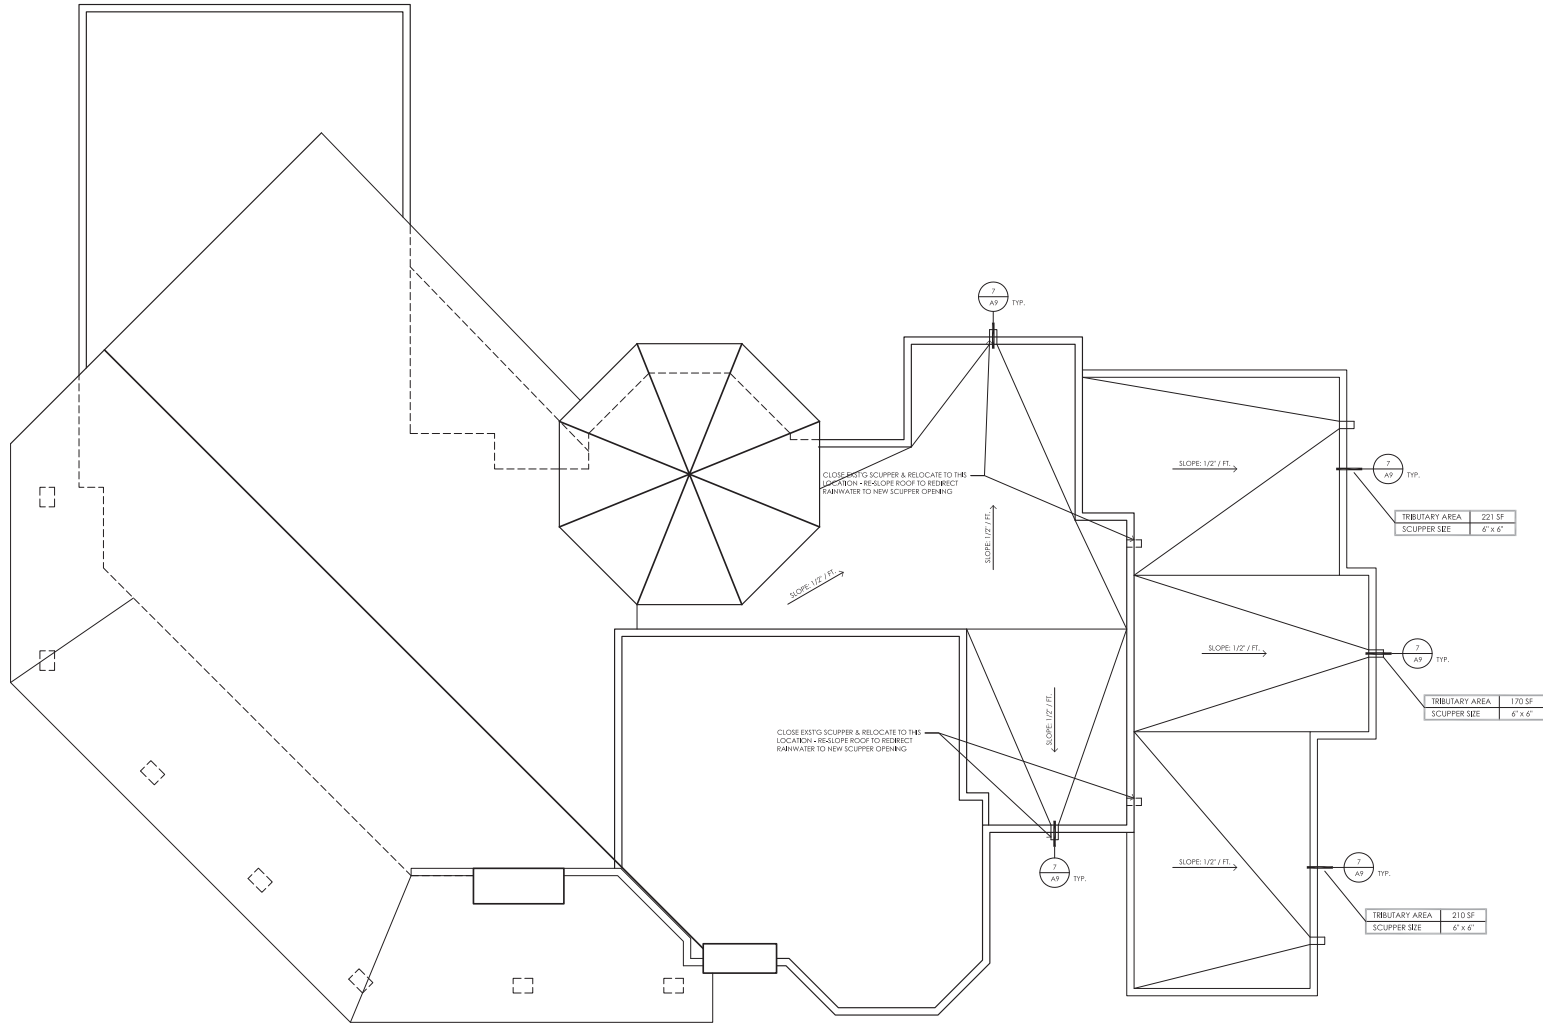 7
A9
TYP.
7
A9
TYP.
SLOPE: 1/2" / FT.
CLOSE EXIST'G SCUPPER & RELOCATE TO THIS
LOCATION - RE-SLOPE ROOF TO REDIRECT
RAINWATER TO NEW SCUPPER OPENING
TRIBUTARY AREA 221 SF
SCUPPER SIZE 6" x 6"
SLOPE: 1/2" / FT.
SLOPE: 1/2" / FT.
SLOPE: 1/2" / FT.
7
A9
TYP.
TRIBUTARY AREA 170 SF
SCUPPER SIZE 6" x 6"
SLOPE: 1/2" / FT.
CLOSE EXIST'G SCUPPER & RELOCATE TO THIS
LOCATION - RE-SLOPE ROOF TO REDIRECT
RAINWATER TO NEW SCUPPER OPENING
SLOPE: 1/2" / FT.
7
A9
TYP.
7
A9
TYP.
TRIBUTARY AREA 210 SF
SCUPPER SIZE 6" x 6"